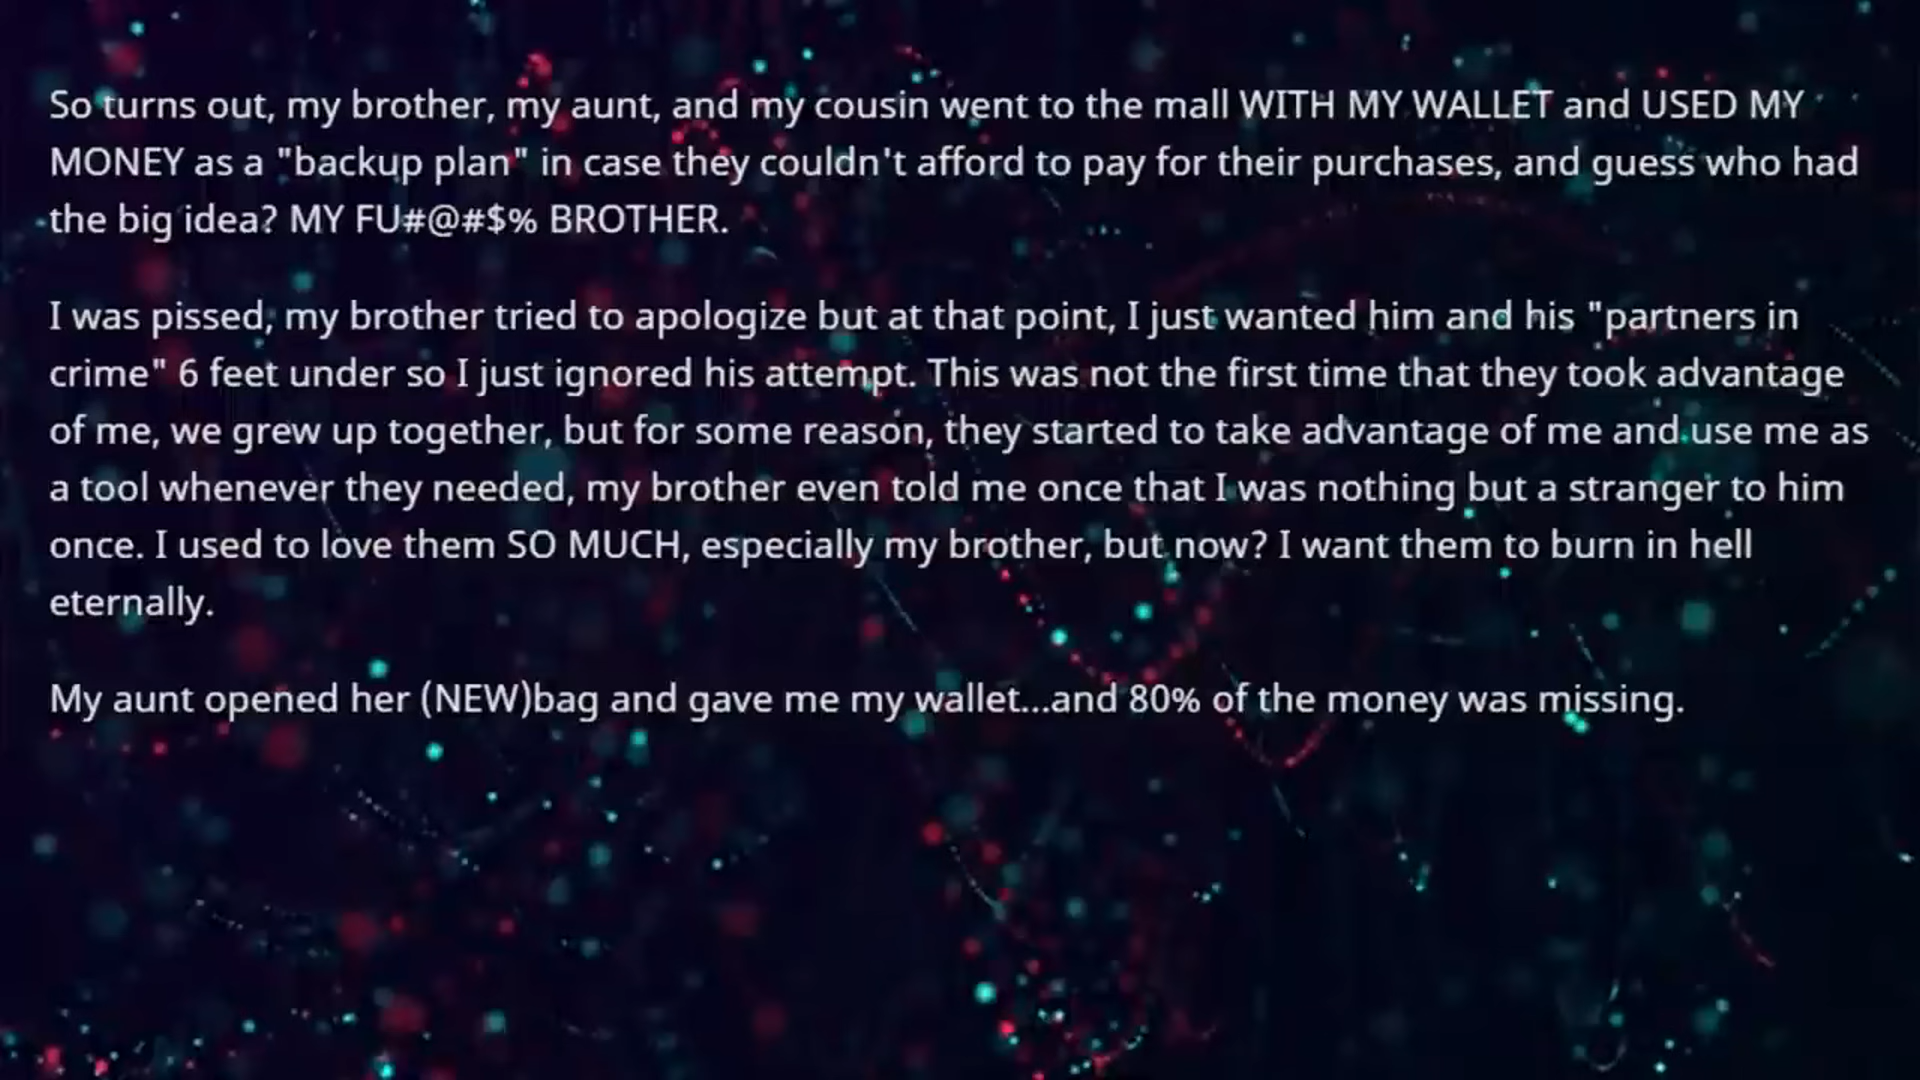 So turns out, my brother, my aunt, and my cousin went to the mall WITH MY WALLET and USED MY
MONEY as a "backup plan" in case they couldn't afford to pay for their purchases, and guess who had
the big idea? MY FU#@#$% BROTHER.
I was pissed, my brother tried to apologize but at that point, I just wanted him and his "partners in
crime" 6 feet under so I just ignored his attempt. This was not the first time that they took advantage
of me, we grew up together, but for some reason, they started to take advantage of me and use me as
a tool whenever they needed, my brother even told me once that I was nothing but a stranger to him
once. I used to love them SO MUCH, especially my brother, but now? I want them to burn in hell
eternally.
My aunt opened her (NEW)bag and gave me my wallet...and 80% of the money was missing.